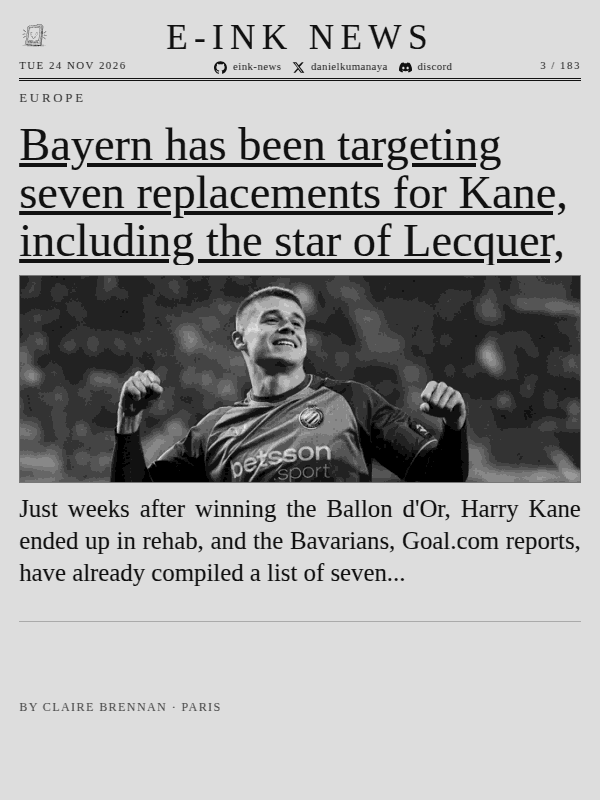 E-INK NEWS
TUE 24 NOV 2026
eink-news
danielkumanaya
discord
3 / 183
EUROPE
Bayern has been targeting
seven replacements for Kane,
including the star of Lecquer,
betsson
sport
Just weeks after winning the Ballon d'Or, Harry Kane
ended up in rehab, and the Bavarians, Goal.com reports,
have already compiled a list of seven...
BY CLAIRE BRENNAN · PARIS